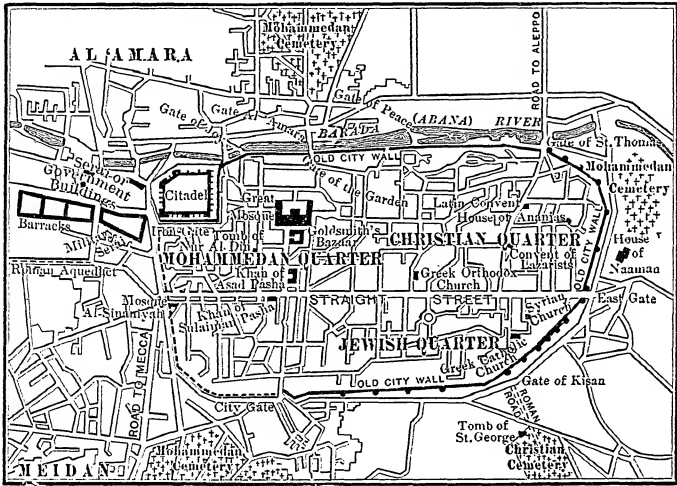 Mohammedan
Cemetery
AL ‘AMARA
ROAD TO ALEPPO
Gate of Peace
(ABANA)
RIVER
Gate Al-Amara
BARADA
OLD CITY WALL
Gate of St. Thomas
Serai or
Government
Buildings
Citadel
Gate of the Garden
Mohammedan
Cemetery
Great
Mosque
Latin Convent
House of Ananias
Barracks
Military
Serai
Iron Gate
Tomb of
Nur Al Din
Goldsmith's
Bazaar
CHRISTIAN QUARTER
OLD CITY WALL
House
of
Naaman
Convent of
Lazarists
MOHAMMEDAN QUARTER
Roman Aqueduct
Khan of
Asad Pasha
Greek Orthodox
Church
Mosque
Al-Sinaniyah
STRAIGHT STREET
East Gate
Khan of
Sulaiman Pasha
Syrian
Church
JEWISH QUARTER
Greek Catholic
Church
ROAD TO MECCA
OLD CITY WALL
Gate of Kisan
City Gate
ROMAN
ROAD
Tomb of
St. George
Christian
Cemetery
MEIDAN
Mohammedan
Cemetery